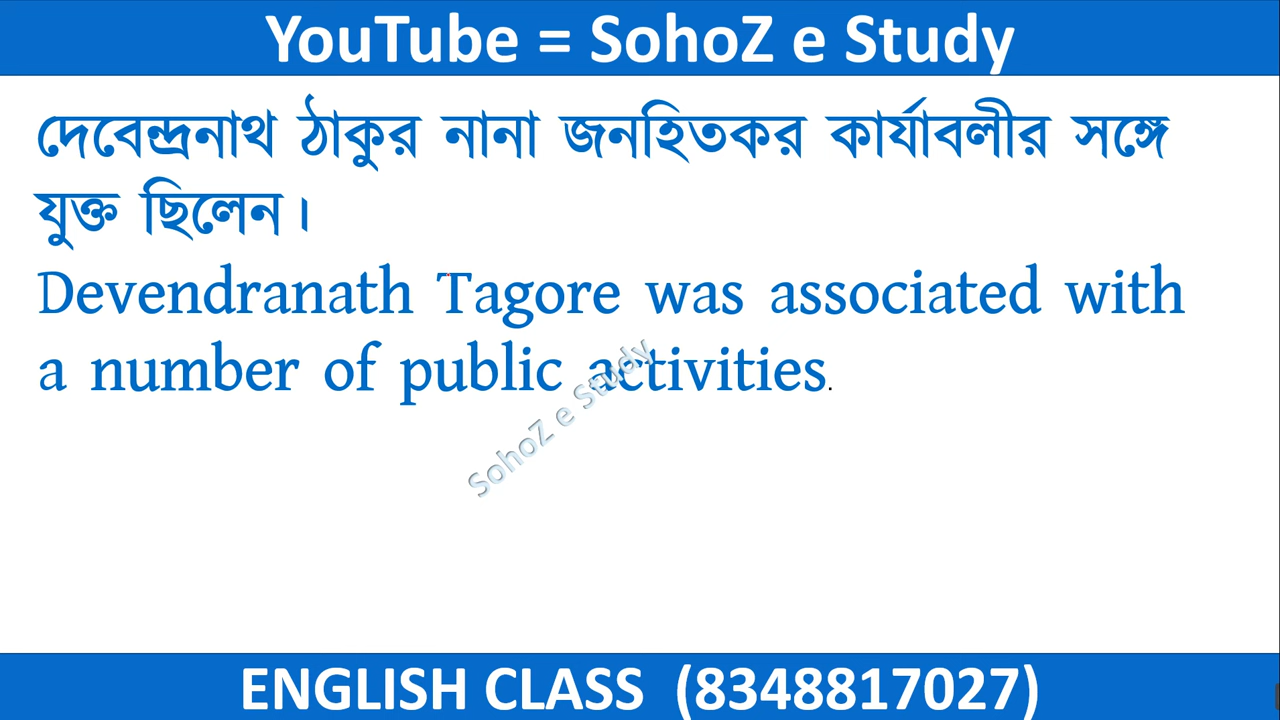 YouTube = SohoZ e Study
দেবেন্দ্রনাথ ঠাকুর নানা জনহিতকর কার্যাবলীর সঙ্গে
যুক্ত ছিলেন।
Devendranath Tagore was associated with
a number of public activities.
SohoZ e Study
ENGLISH CLASS (8348817027)